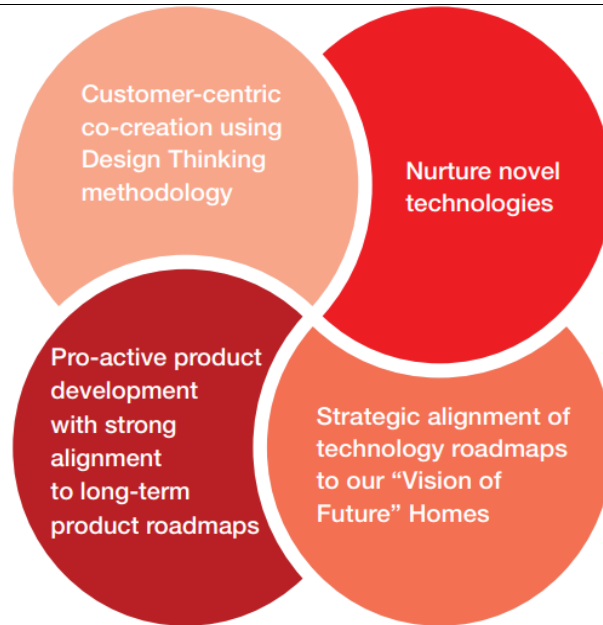 Customer-centric
co-creation using
Design Thinking
methodology
Nurture novel
technologies
Pro-active product
development
with strong
alignment
to long-term
product roadmaps
Strategic alignment of
technology roadmaps
to our “Vision of
Future” Homes